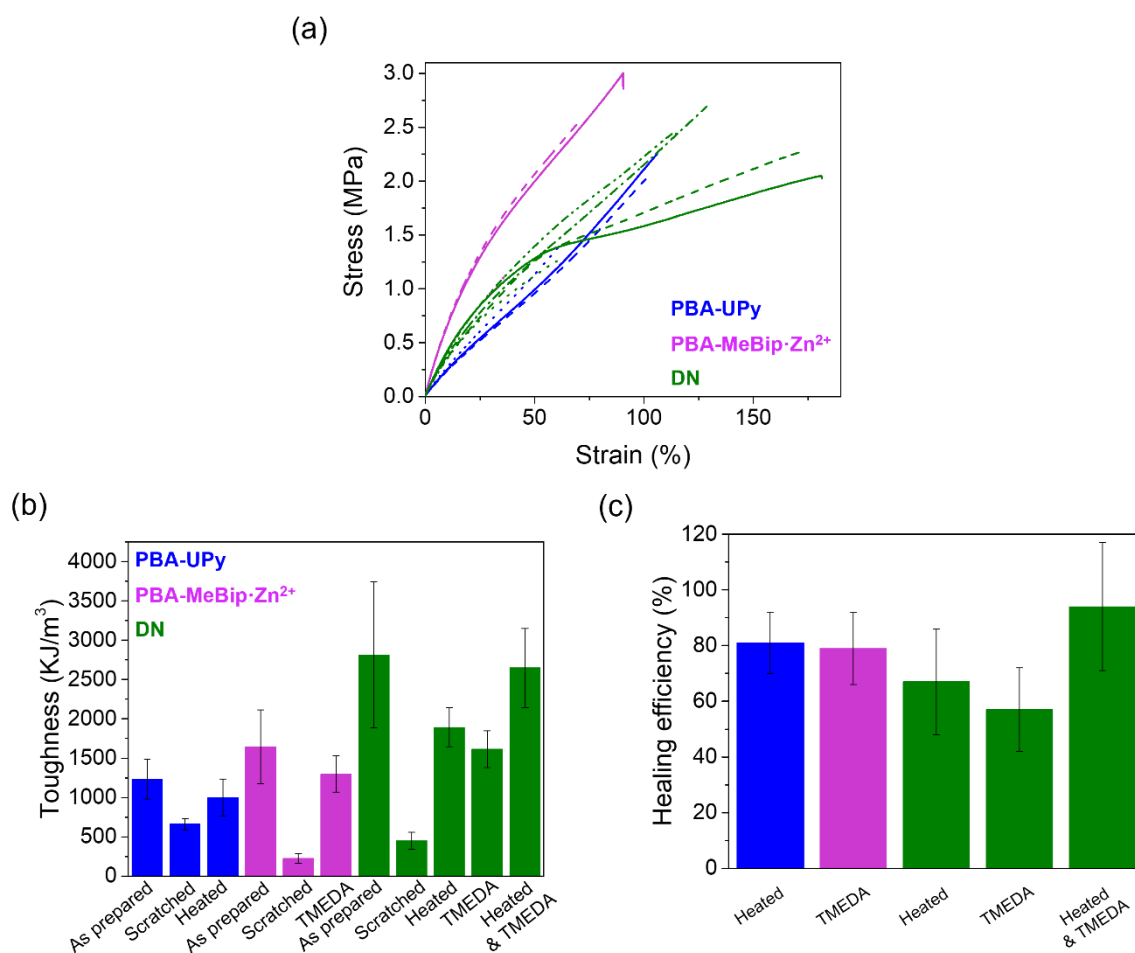 (a)
3.0
2.5
2.0
1.5
1.0
0.5
0.0
Stress (MPa)
PBA-UPy
PBA-MeBip·Zn²⁺
DN
0
50
100
150
Strain (%)
(b)
4000
3500
3000
2500
2000
1500
1000
500
0
Toughness (KJ/m³)
PBA-UPy
PBA-MeBip·Zn²⁺
DN
As prepared
Scratched
Heated
As prepared
Scratched
TMEDA
As prepared
Scratched
Heated
TMEDA
Heated
& TMEDA
(c)
120
100
80
60
40
20
0
Healing efficiency (%)
Heated
TMEDA
Heated
TMEDA
Heated
& TMEDA